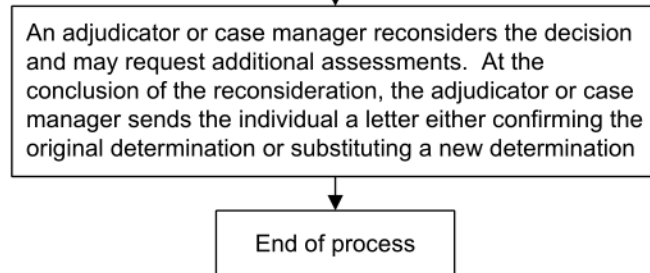 An adjudicator or case manager reconsiders the decision
and may request additional assessments.  At the
conclusion of the reconsideration, the adjudicator or case
manager sends the individual a letter either confirming the
original determination or substituting a new determination
End of process